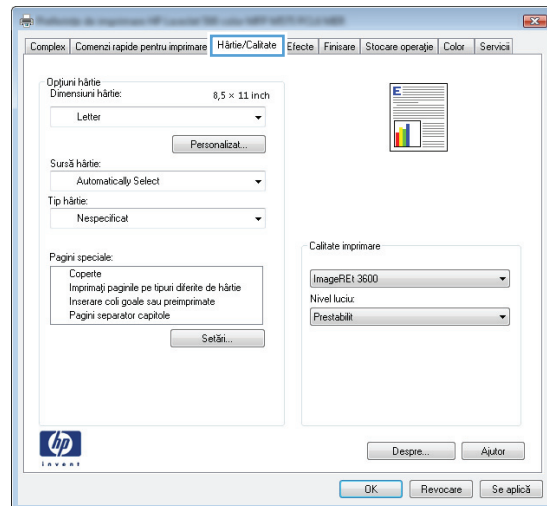 Complex Comenzi rapide pentru imprimare Hârtie/Calitate Efecte Finisare Stocare operaţie Color Servicii
Opţiuni hârtie
Dimensiuni hârtie: 8,5 × 11 inch
Letter
Personalizat...
Sursă hârtie:
Automatically Select
Tip hârtie:
Nespecificat
Pagini speciale:
Coperte
Imprimaţi paginile pe tipuri diferite de hârtie
Inserare coli goale sau preimprimate
Pagini separator capitole
Setări...
E
Calitate imprimare
ImageREt 3600
Nivel luciu:
Prestabilit
hp
invent
Despre... Ajutor
OK Revocare Se aplică